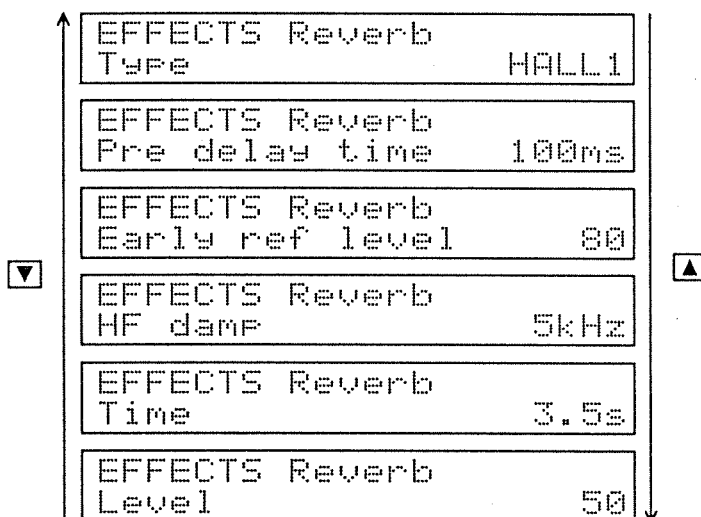 EFFECTS Reverb
Type HALL1
EFFECTS Reverb
Pre delay time 100ms
EFFECTS Reverb
Early ref level 80
EFFECTS Reverb
HF damp 5kHz
EFFECTS Reverb
Time 3.5s
EFFECTS Reverb
Level 50